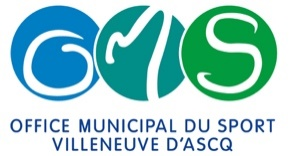 OMS
OFFICE MUNICIPAL DU SPORT
VILLENEUVE D'ASCQ